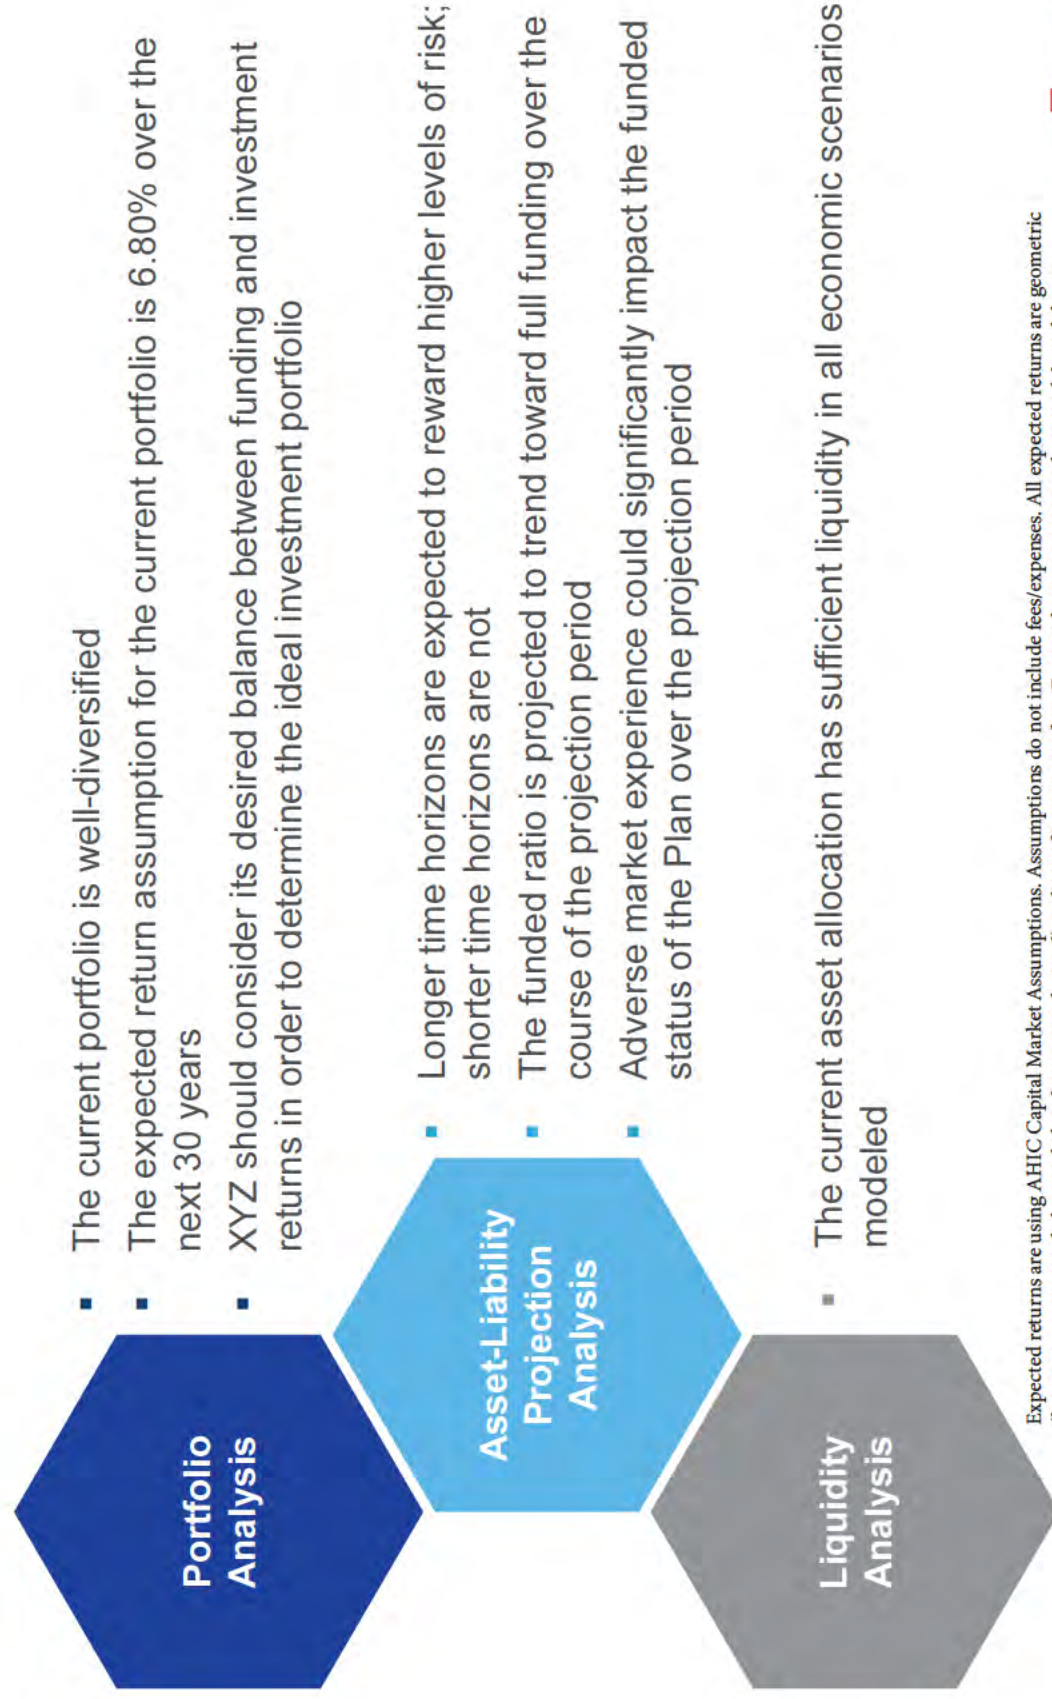 Portfolio
Analysis
▪ The current portfolio is well-diversified
▪ The expected return assumption for the current portfolio is 6.80% over the
next 30 years
▪ XYZ should consider its desired balance between funding and investment
returns in order to determine the ideal investment portfolio
Asset-Liability
Projection
Analysis
▪ Longer time horizons are expected to reward higher levels of risk;
shorter time horizons are not
▪ The funded ratio is projected to trend toward full funding over the
course of the projection period
▪ Adverse market experience could significantly impact the funded
status of the Plan over the projection period
Liquidity
Analysis
▪ The current asset allocation has sufficient liquidity in all economic scenarios
modeled
Expected returns are using AHIC Capital Market Assumptions. Assumptions do not include fees/expenses. All expected returns are geometric